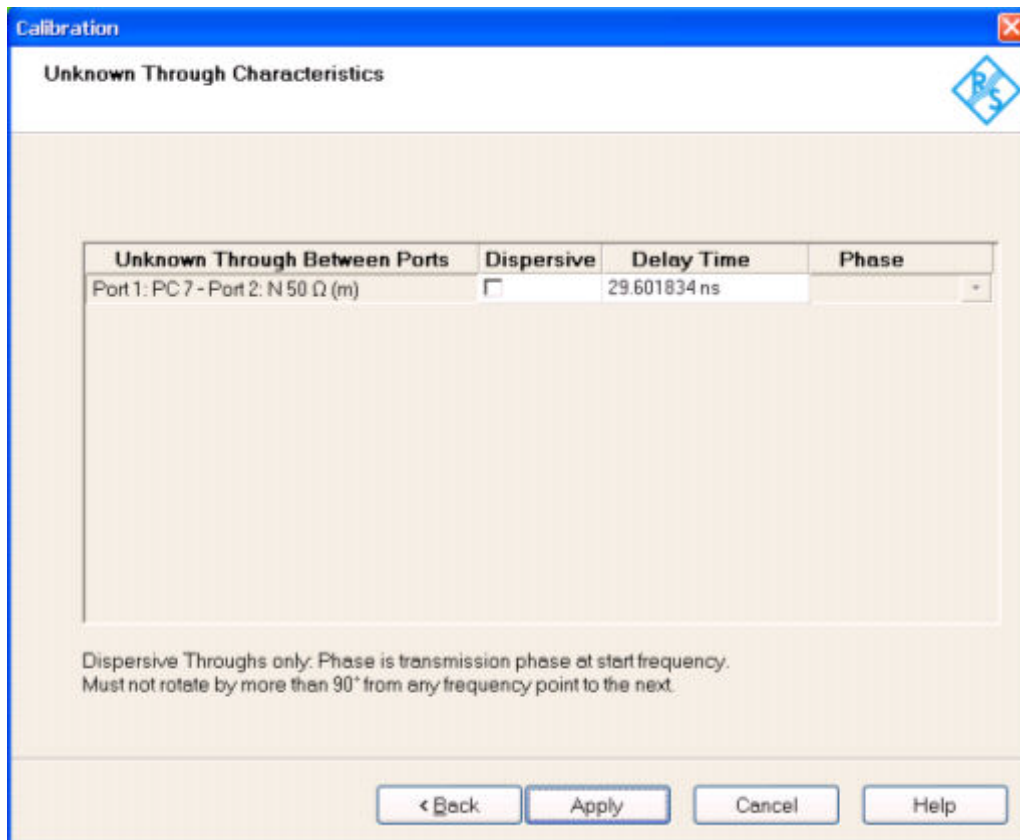 Calibration
Unknown Through Characteristics
R S
Unknown Through Between Ports Dispersive Delay Time Phase
Port 1: PC 7 - Port 2: N 50 Ω (m) 29.601834 ns
Dispersive Throughs only: Phase is transmission phase at start frequency.
Must not rotate by more than 90° from any frequency point to the next.
< Back Apply Cancel Help